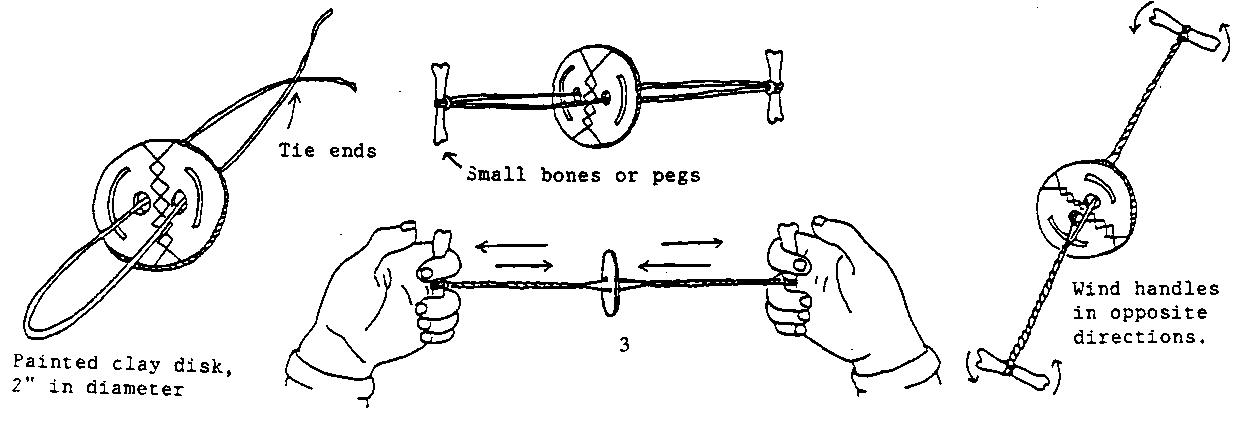 Tie ends
Small bones or pegs
Painted clay disk,
2" in diameter
3
Wind handles
in opposite
directions.